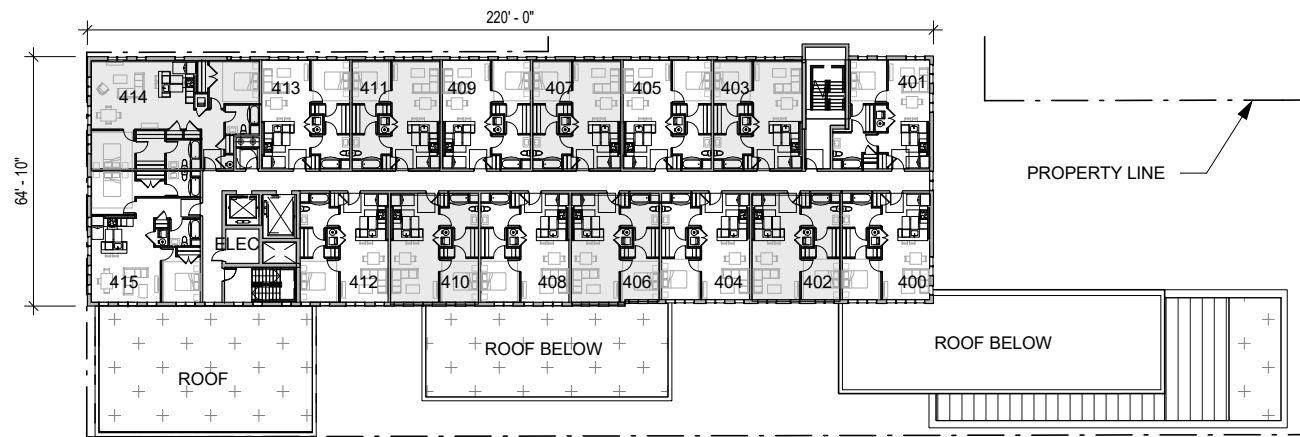 220' - 0"
64' - 10"
414
413
411
409
407
405
403
401
PROPERTY LINE
ELEC
415
412
410
408
406
404
402
400
ROOF
ROOF BELOW
ROOF BELOW